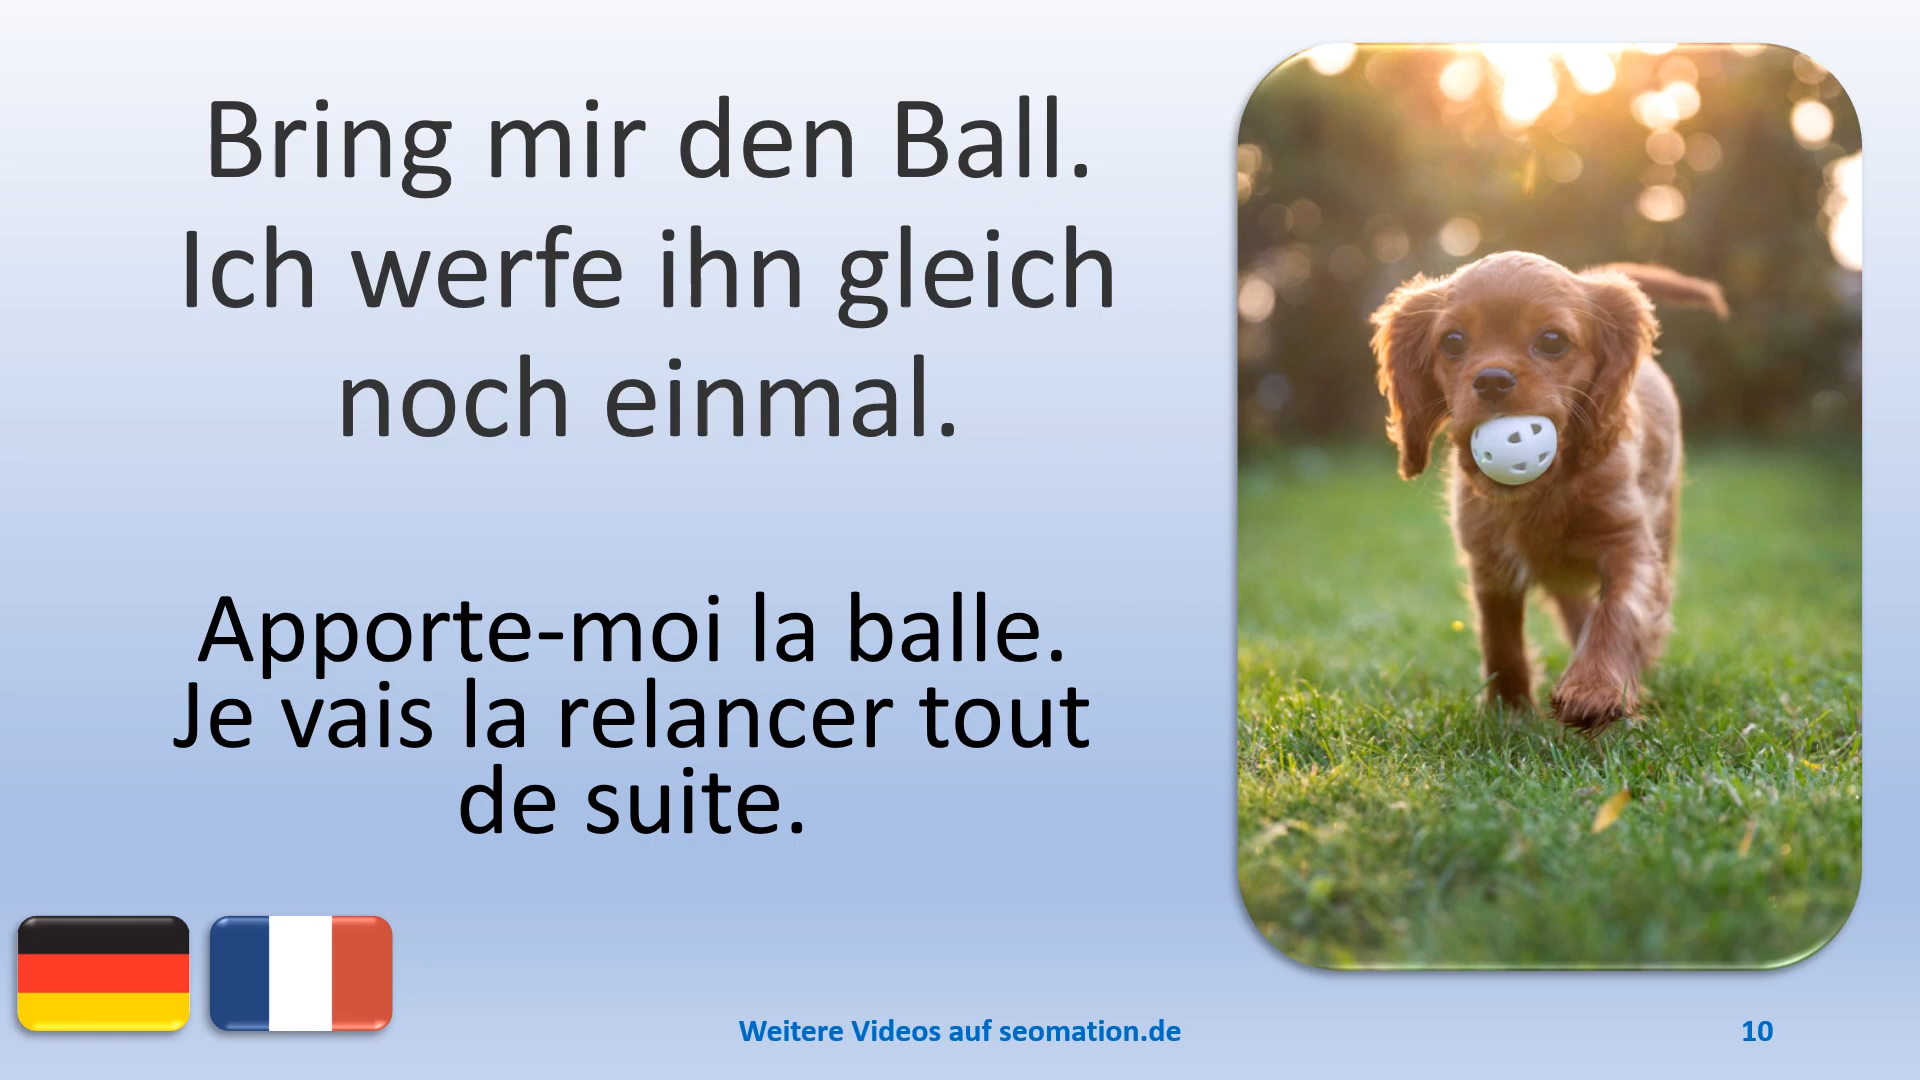 Bring mir den Ball.
Ich werfe ihn gleich
noch einmal.
Apporte-moi la balle.
Je vais la relancer tout
de suite.
Weitere Videos auf seomation.de
10